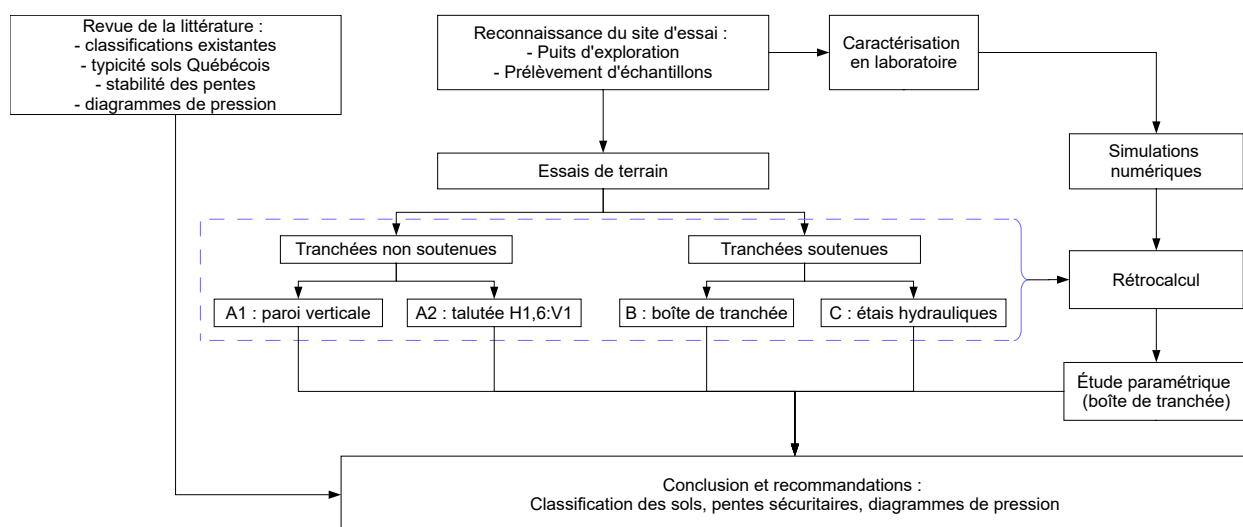 Revue de la littérature :
- classifications existantes
- typicité sols Québécois
- stabilité des pentes
- diagrammes de pression
Reconnaissance du site d'essai :
- Puits d'exploration
- Prélèvement d'échantillons
Caractérisation
en laboratoire
Essais de terrain
Simulations
numériques
Tranchées non soutenues
Tranchées soutenues
Rétrocalcul
A1 : paroi verticale
A2 : talutée H1,6:V1
B : boîte de tranchée
C : étais hydrauliques
Étude paramétrique
(boîte de tranchée)
Conclusion et recommandations :
Classification des sols, pentes sécuritaires, diagrammes de pression